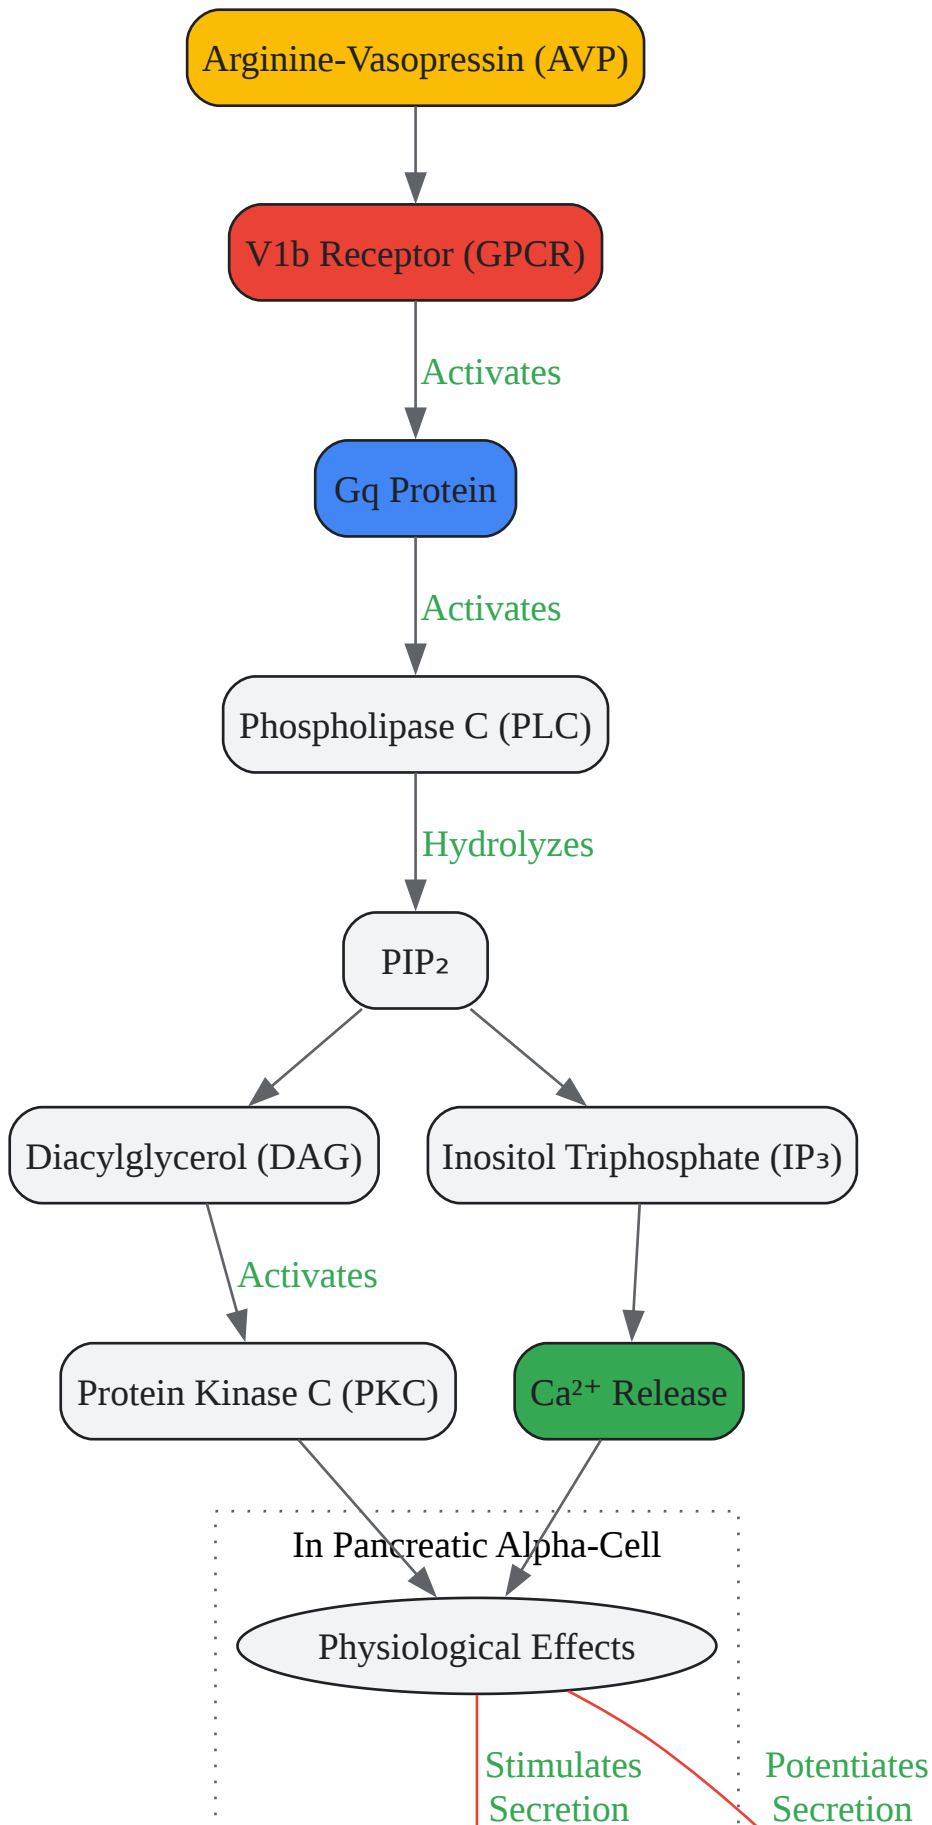 Arginine-Vasopressin (AVP)
V1b Receptor (GPCR)
Activates
Gq Protein
Activates
Phospholipase C (PLC)
Hydrolyzes
PIP₂
Diacylglycerol (DAG)
Inositol Triphosphate (IP₃)
Activates
Protein Kinase C (PKC)
Ca²⁺ Release
In Pancreatic Alpha-Cell
Physiological Effects
Stimulates
Secretion
Potentiates
Secretion